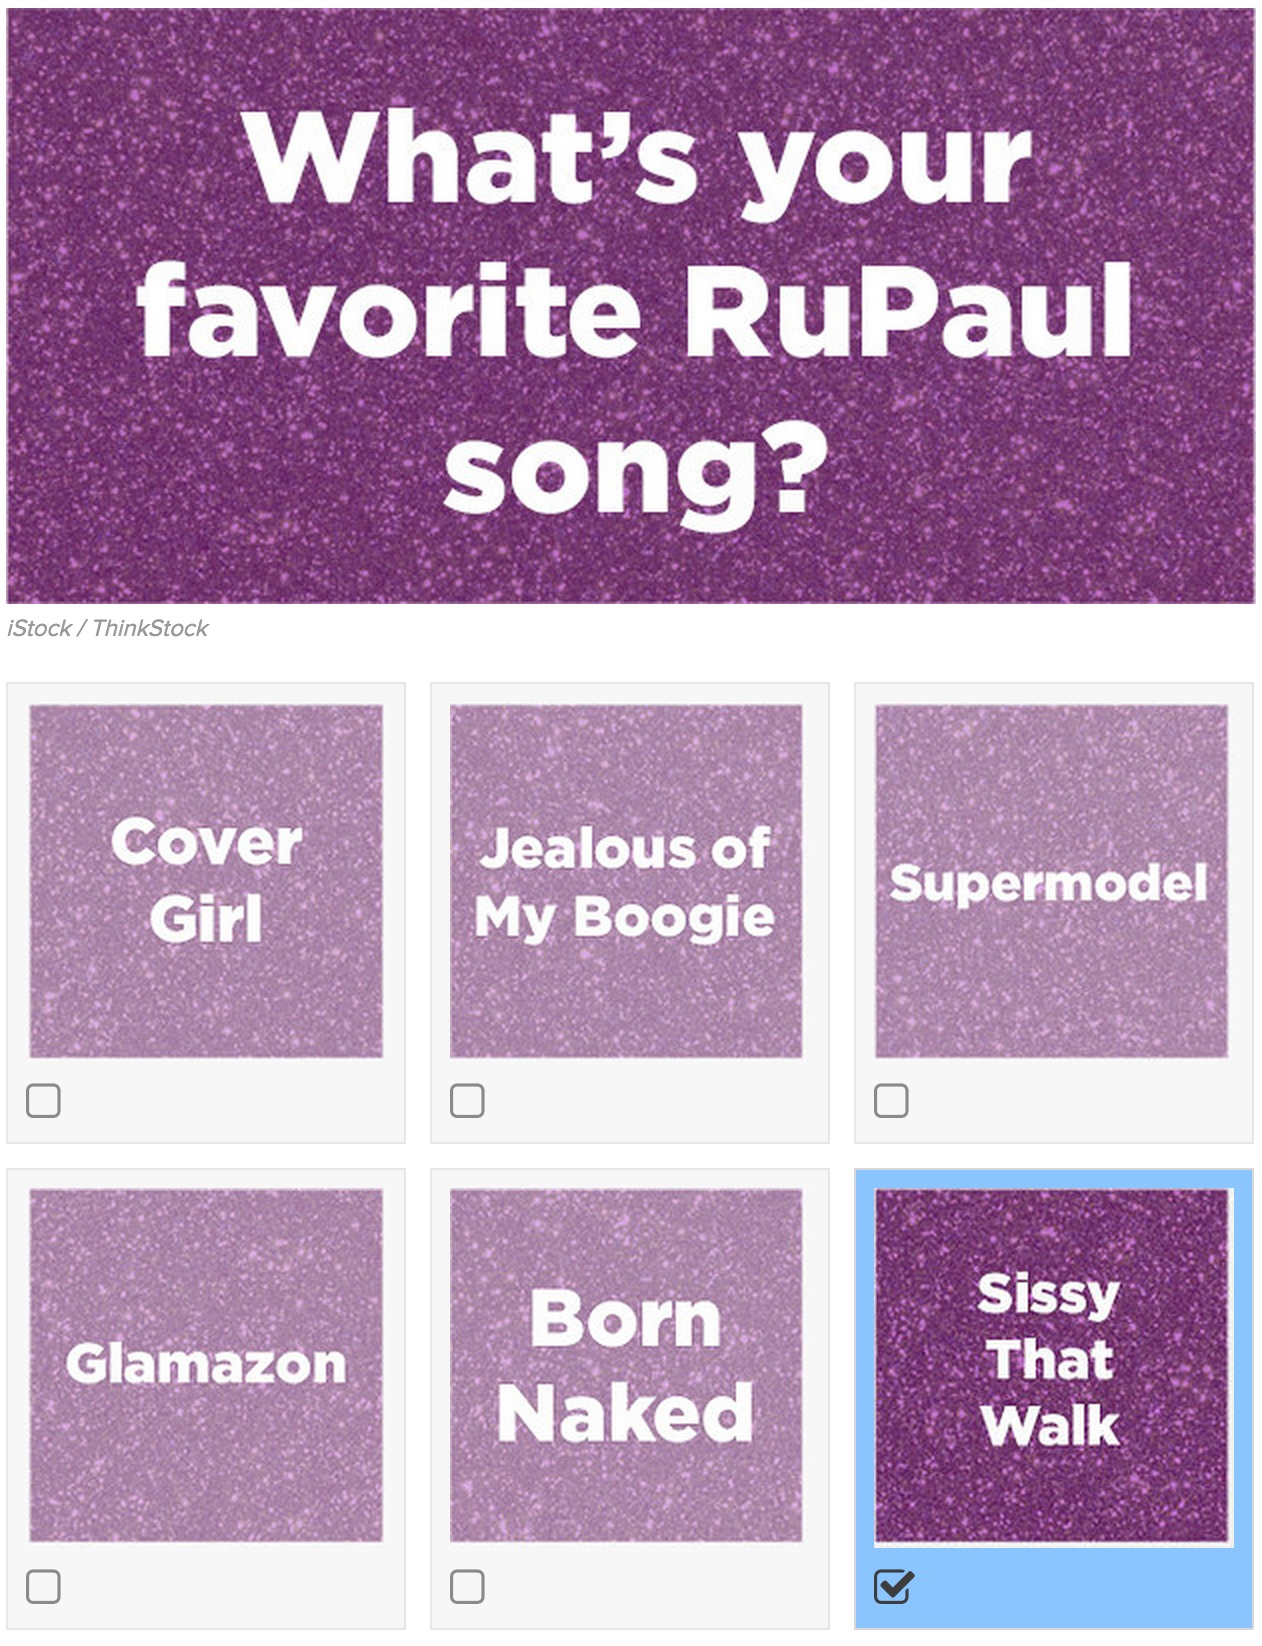 What’s your
favorite RuPaul
song?
iStock / ThinkStock
Cover
Girl
Jealous of
My Boogie
Supermodel
Glamazon
Born
Naked
Sissy
That
Walk